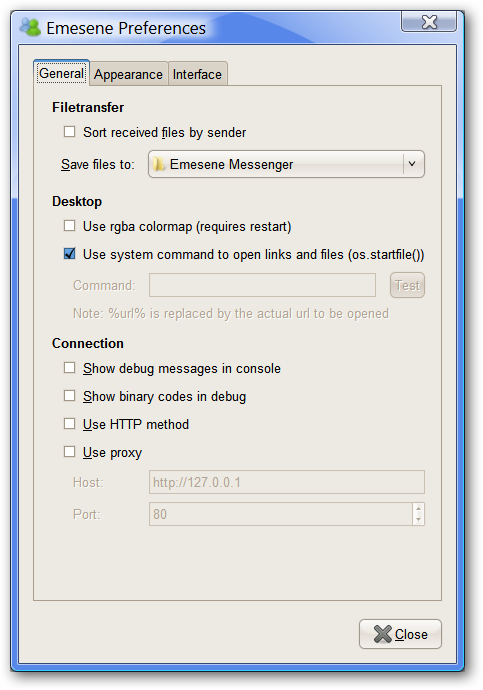 Emesene Preferences
General Appearance Interface
Filetransfer
Sort received files by sender
Save files to: Emesene Messenger
Desktop
Use rgba colormap (requires restart)
Use system command to open links and files (os.startfile())
Command: Test
Note: %url% is replaced by the actual url to be opened
Connection
Show debug messages in console
Show binary codes in debug
Use HTTP method
Use proxy
Host: http://127.0.0.1
Port: 80
Close